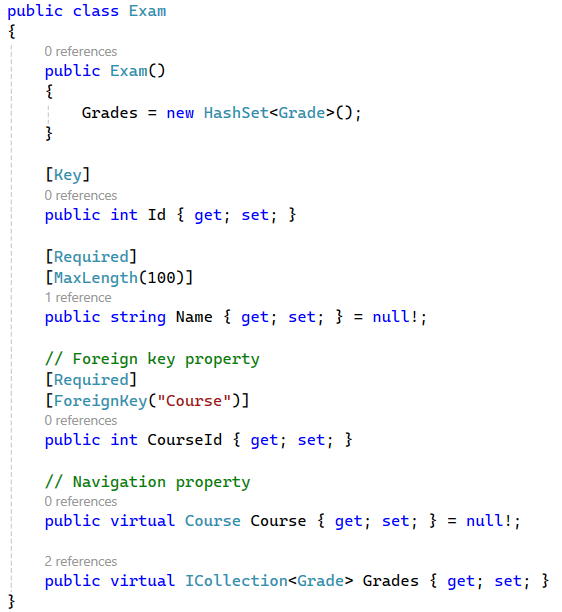 public class Exam
{
0 references
public Exam()
{
Grades = new HashSet<Grade>();
}
[Key]
0 references
public int Id { get; set; }
[Required]
[MaxLength(100)]
1 reference
public string Name { get; set; } = null!;
// Foreign key property
[Required]
[ForeignKey("Course")]
0 references
public int CourseId { get; set; }
// Navigation property
0 references
public virtual Course Course { get; set; } = null!;
2 references
public virtual ICollection<Grade> Grades { get; set; }
}